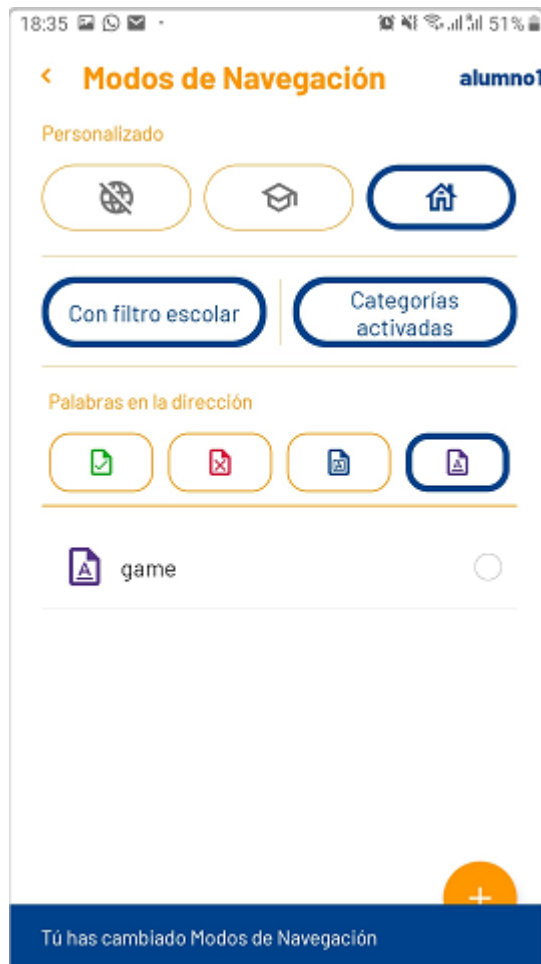 18:35 51%
Modos de Navegación alumno1
Personalizado
Con filtro escolar
Categorías
activadas
Palabras en la dirección
game
Tú has cambiado Modos de Navegación